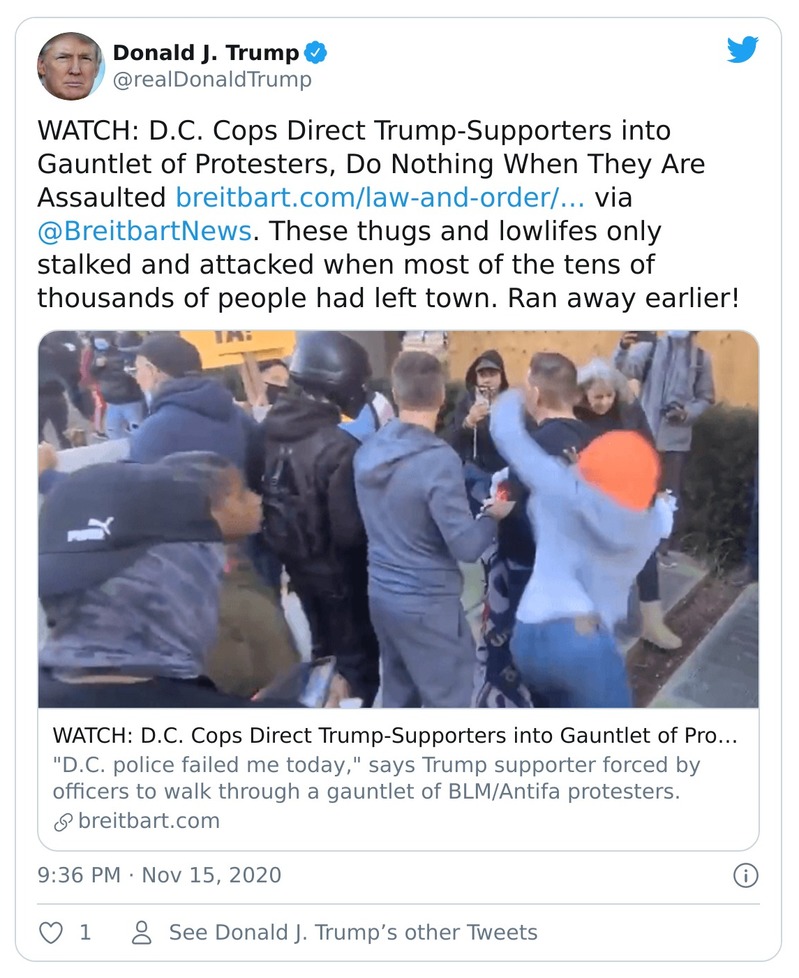 Donald J. Trump
@realDonaldTrump
WATCH: D.C. Cops Direct Trump-Supporters into
Gauntlet of Protesters, Do Nothing When They Are
Assaulted breitbart.com/law-and-order/… via
@BreitbartNews. These thugs and lowlifes only
stalked and attacked when most of the tens of
thousands of people had left town. Ran away earlier!
PUMA
WATCH: D.C. Cops Direct Trump-Supporters into Gauntlet of Pro…
"D.C. police failed me today," says Trump supporter forced by
officers to walk through a gauntlet of BLM/Antifa protesters.
breitbart.com
9:36 PM · Nov 15, 2020
1 See Donald J. Trump’s other Tweets